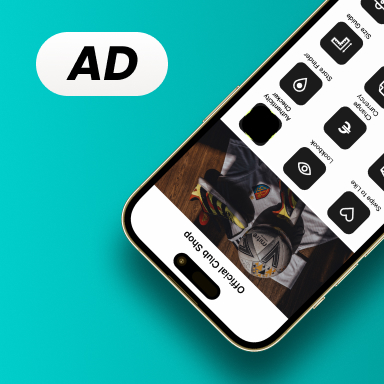 AD
Official Club Shop
Authenticity
Checker
Store Finder
Size Guide
Lookbook
Change
Currency
Swipe to Like